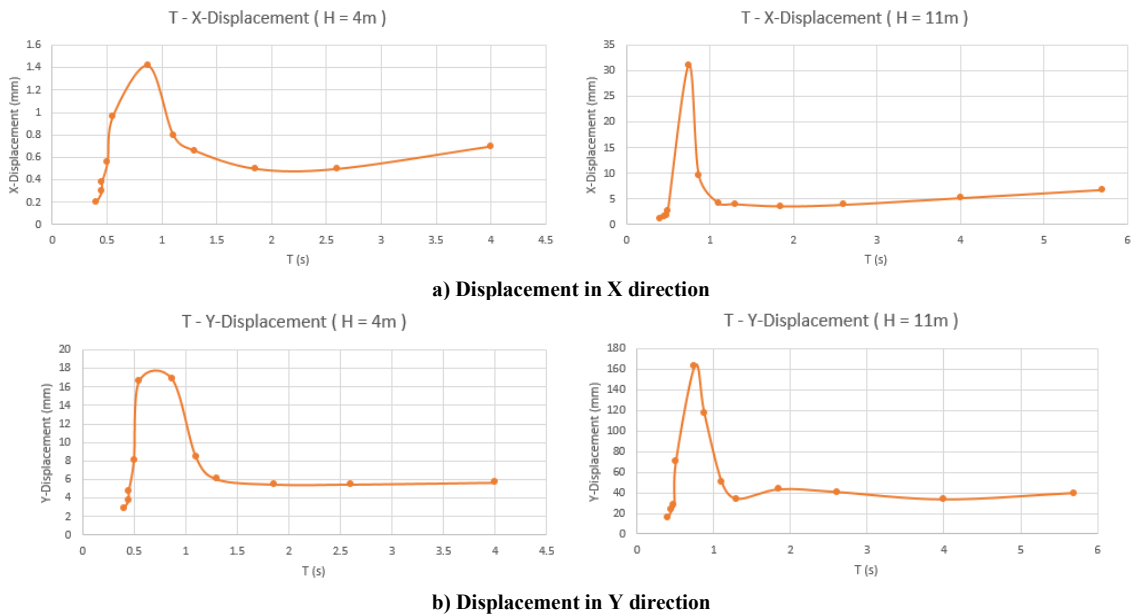 T - X-Displacement ( H = 4m )
X-Displacement (mm)
1.6
1.4
1.2
1
0.8
0.6
0.4
0.2
0
0 0.5 1 1.5 2 2.5 3 3.5 4 4.5
T (s)
T - X-Displacement ( H = 11m )
X-Displacement (mm)
35
30
25
20
15
10
5
0
0 1 2 3 4 5 6
T (s)
a) Displacement in X direction
T - Y-Displacement ( H = 4m )
Y-Displacement (mm)
20
18
16
14
12
10
8
6
4
2
0
0 0.5 1 1.5 2 2.5 3 3.5 4 4.5
T (s)
T - Y-Displacement ( H = 11m )
Y-Displacement (mm)
180
160
140
120
100
80
60
40
20
0
0 1 2 3 4 5 6
T (s)
b) Displacement in Y direction